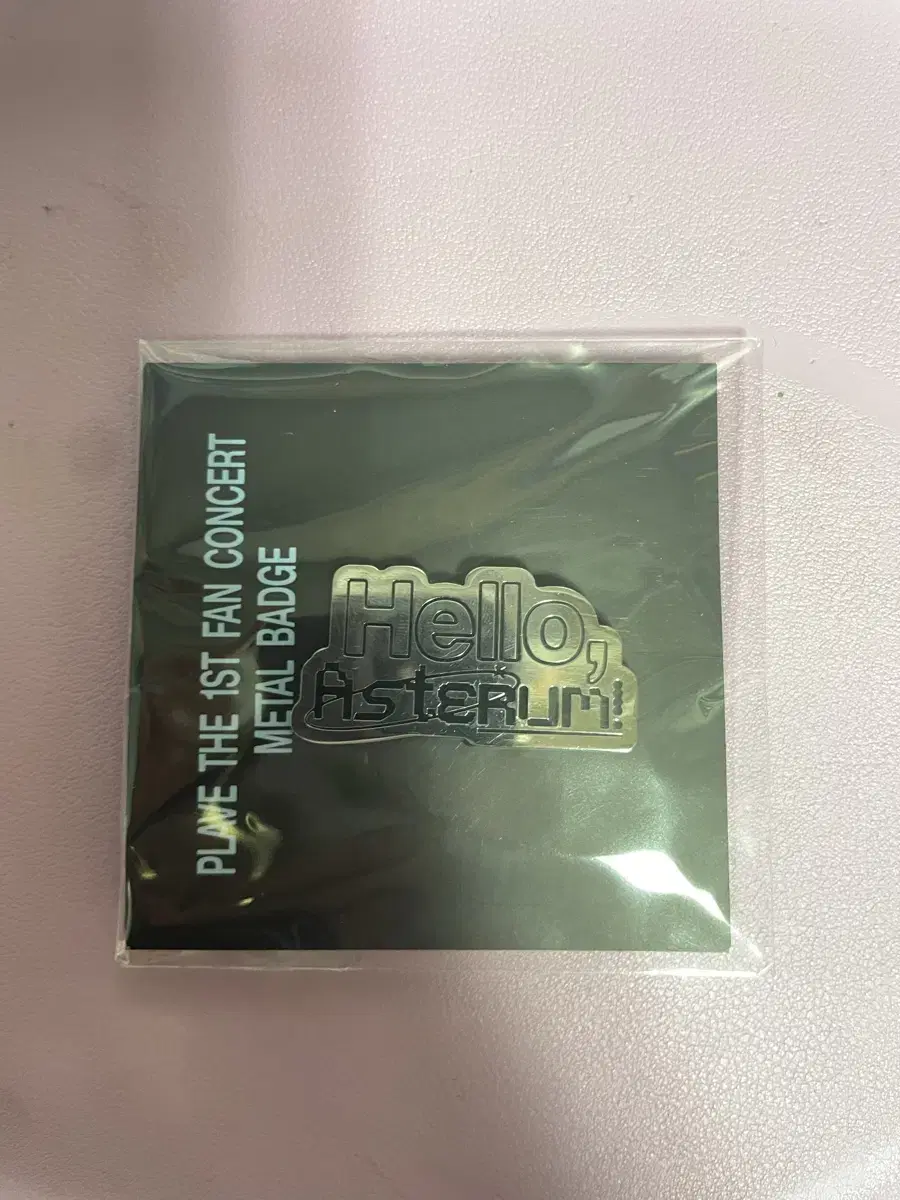 PLAVE THE 1ST FAN CONCERT
METAL BADGE
Hello,
Asterum!